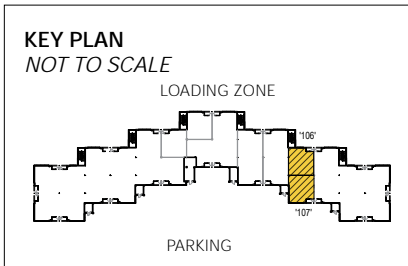 KEY PLAN
NOT TO SCALE
LOADING ZONE
'106'
'107'
PARKING